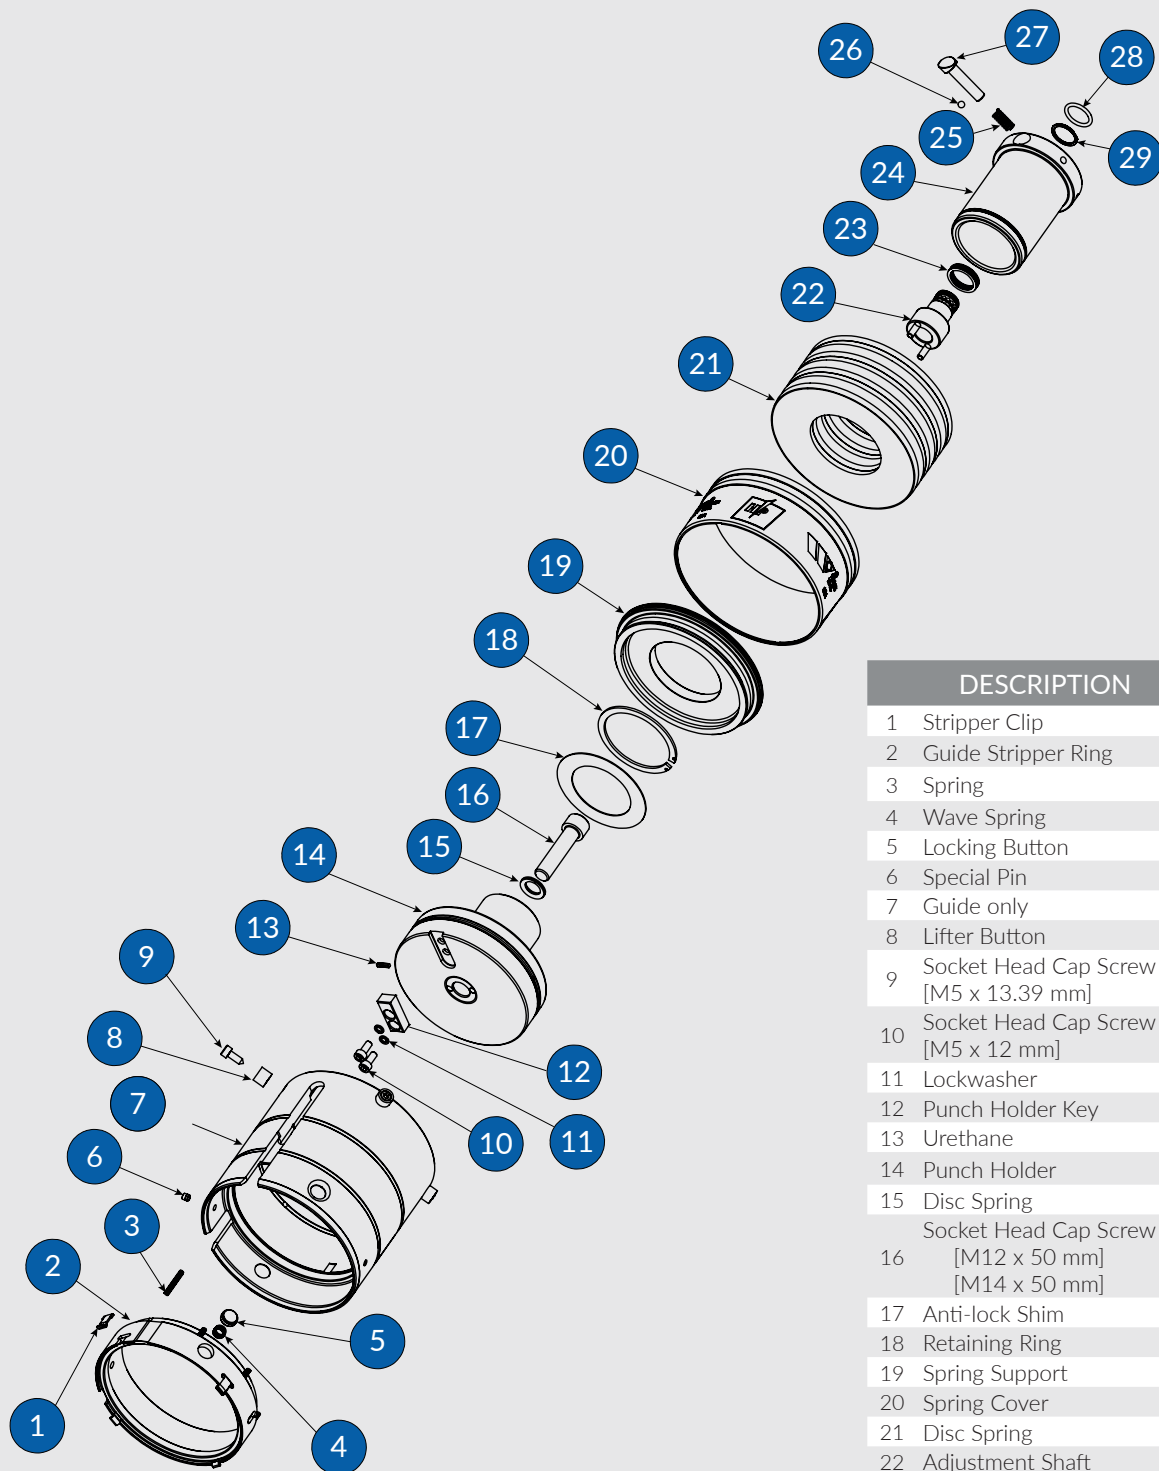 27
26
28
25
29
24
23
22
21
20
19
18
17
16
15
14
13
9
8
12
7
10
11
6
3
2
5
1
4
DESCRIPTION
1 Stripper Clip
2 Guide Stripper Ring
3 Spring
4 Wave Spring
5 Locking Button
6 Special Pin
7 Guide only
8 Lifter Button
9 Socket Head Cap Screw
[M5 x 13.39 mm]
10 Socket Head Cap Screw
[M5 x 12 mm]
11 Lockwasher
12 Punch Holder Key
13 Urethane
14 Punch Holder
15 Disc Spring
16 Socket Head Cap Screw
[M12 x 50 mm]
[M14 x 50 mm]
17 Anti-lock Shim
18 Retaining Ring
19 Spring Support
20 Spring Cover
21 Disc Spring
22 Adjustment Shaft